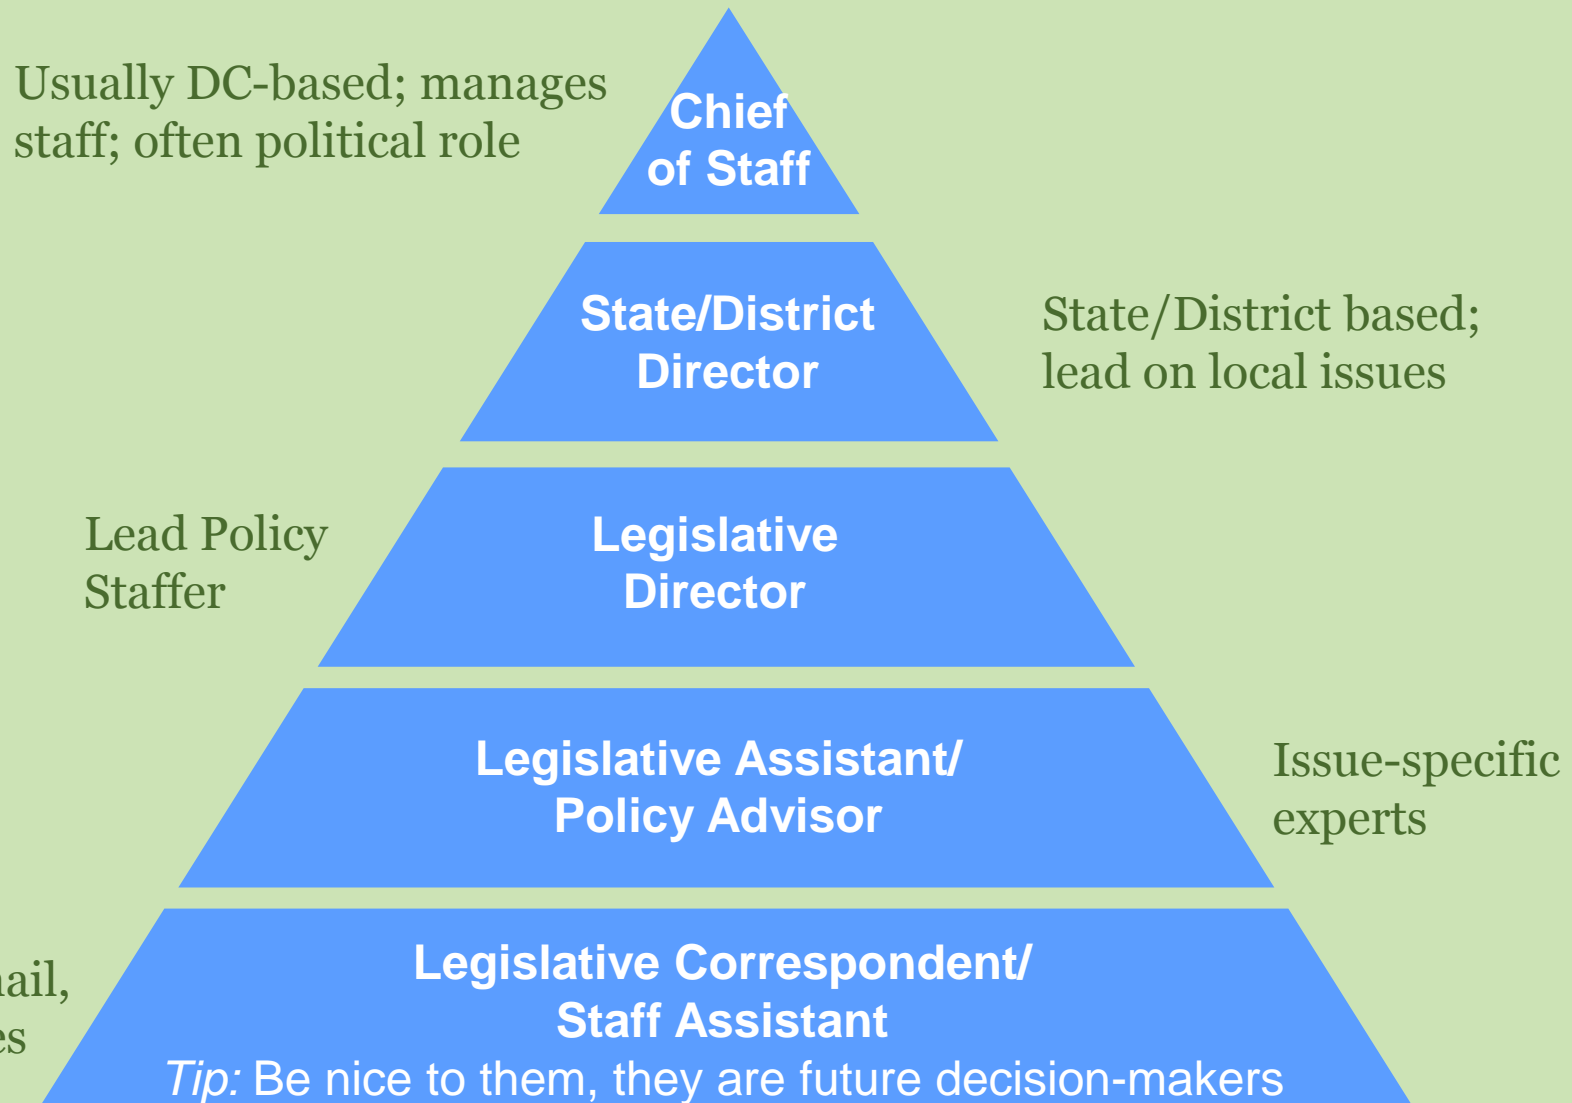 Usually DC-based; manages
staff; often political role
Chief
of Staff
State/District
Director
State/District based;
lead on local issues
Lead Policy
Staffer
Legislative
Director
Legislative Assistant/
Policy Advisor
Issue-specific
experts
Legislative Correspondent/
Staff Assistant
Tip: Be nice to them, they are future decision-makers